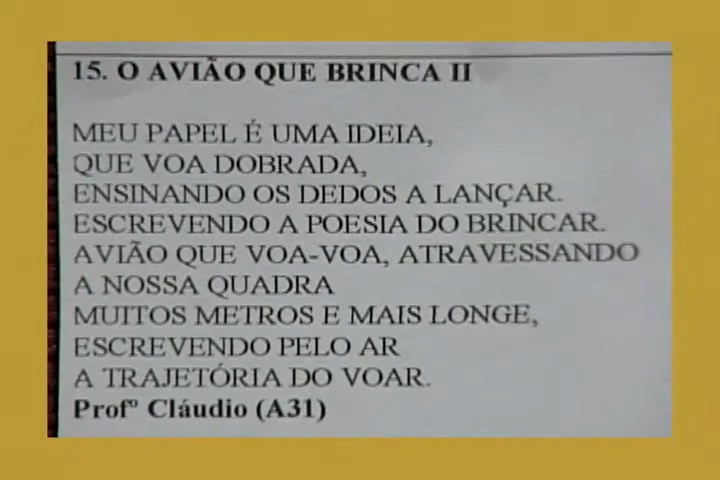 15. O AVIÃO QUE BRINCA II
MEU PAPEL É UMA IDEIA,
QUE VOA DOBRADA,
ENSINANDO OS DEDOS A LANÇAR.
ESCREVENDO A POESIA DO BRINCAR.
AVIÃO QUE VOA-VOA, ATRAVESSANDO
A NOSSA QUADRA
MUITOS METROS E MAIS LONGE,
ESCREVENDO PELO AR
A TRAJETÓRIA DO VOAR.
Profº Cláudio (A31)